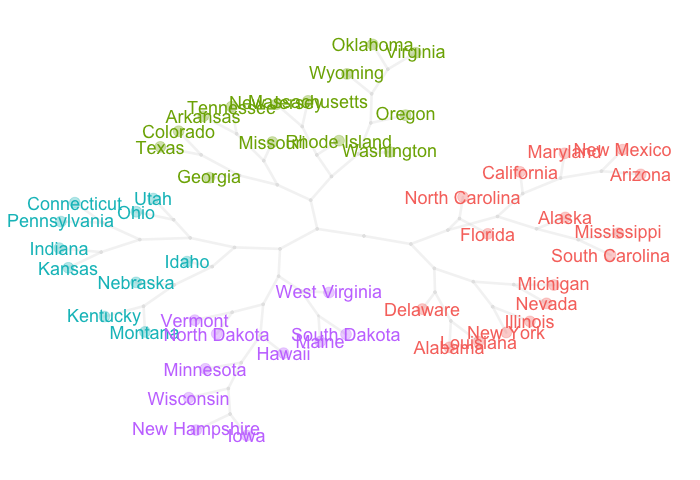 Oklahoma
Virginia
Wyoming
New Jersey
Massachusetts
Tennessee
Arkansas
Oregon
Colorado
Missouri
Rhode Island
Texas
Washington
Georgia
Maryland
New Mexico
California
Arizona
North Carolina
Alaska
Mississippi
Florida
South Carolina
Utah
Connecticut
Ohio
Pennsylvania
Indiana
Idaho
Kansas
Nebraska
Kentucky
Montana
West Virginia
Vermont
North Dakota
South Dakota
Maine
Hawaii
Minnesota
Wisconsin
New Hampshire
Iowa
Michigan
Nevada
Delaware
Illinois
New York
Louisiana
Alabama